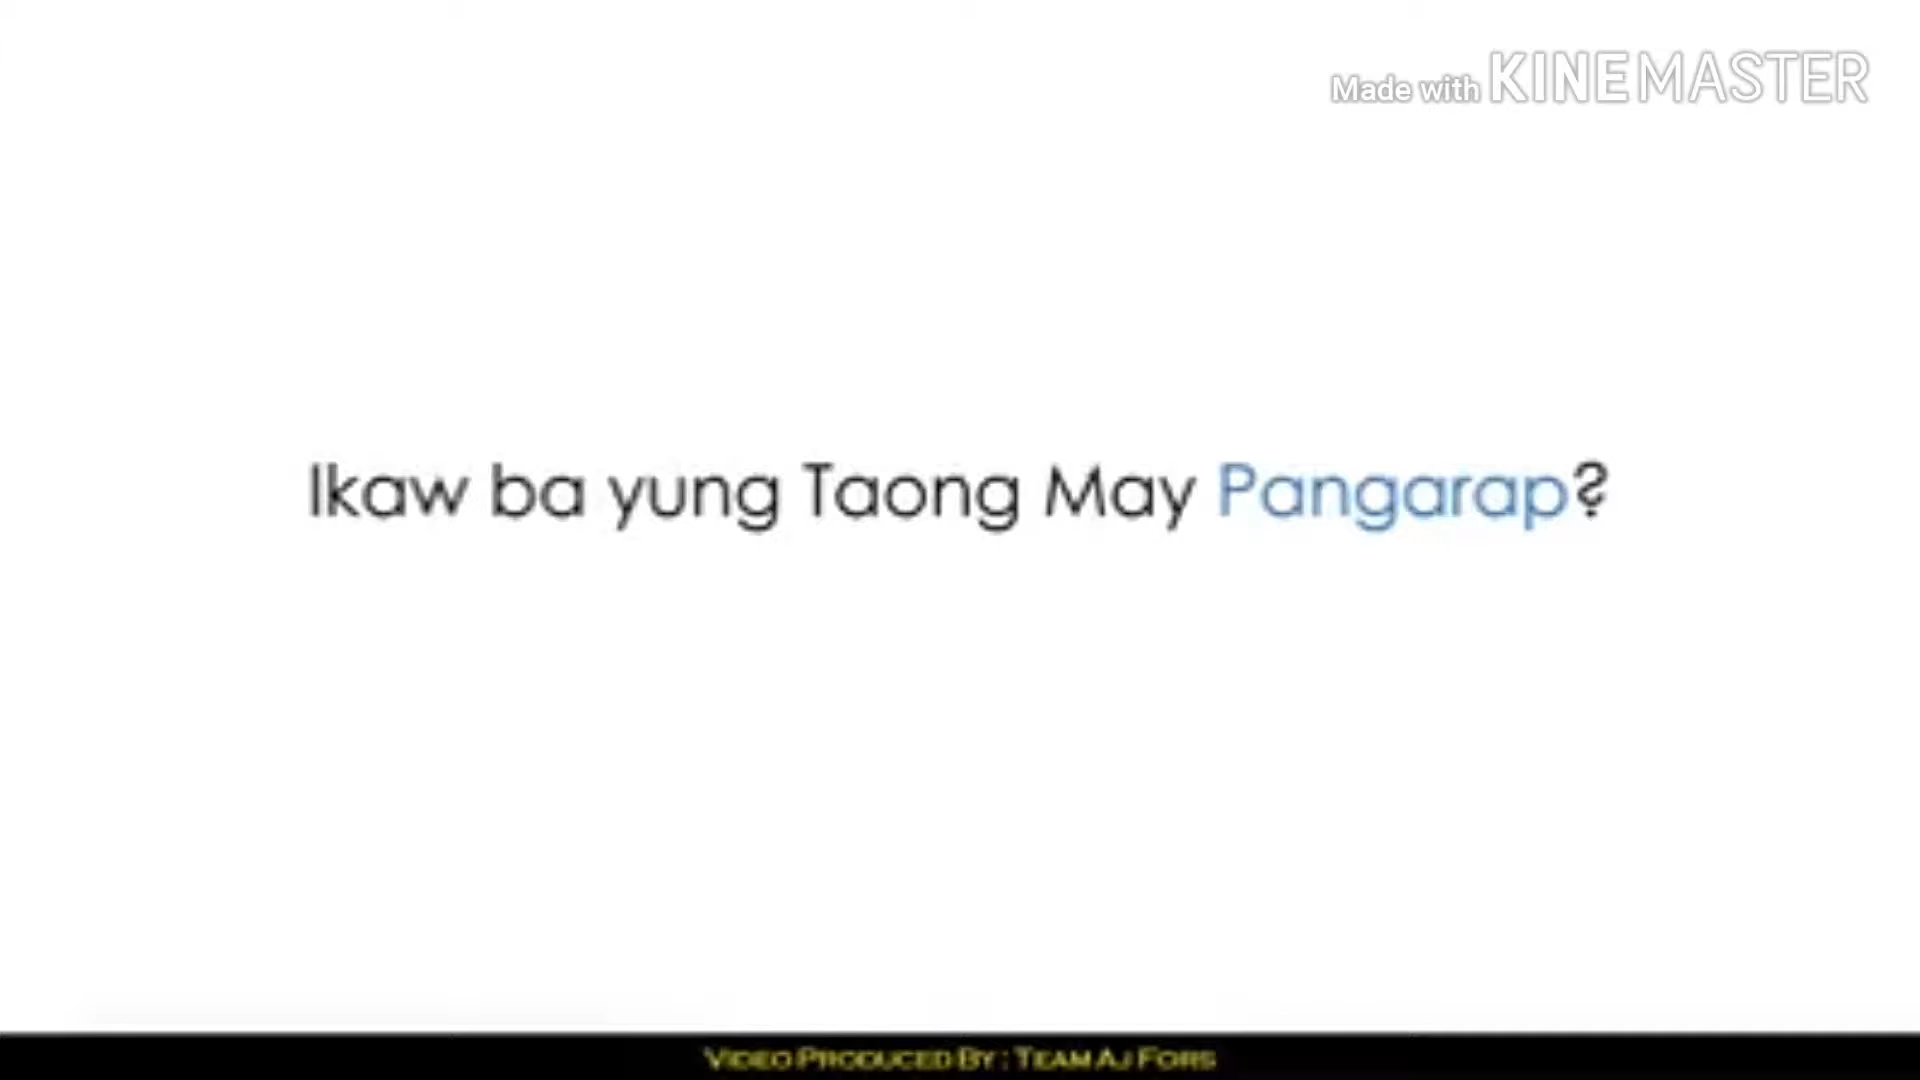 Made with KINEMASTER
Ikaw ba yung Taong May Pangarap?
VIDEO PRODUCED BY : TEAM AJ FORS